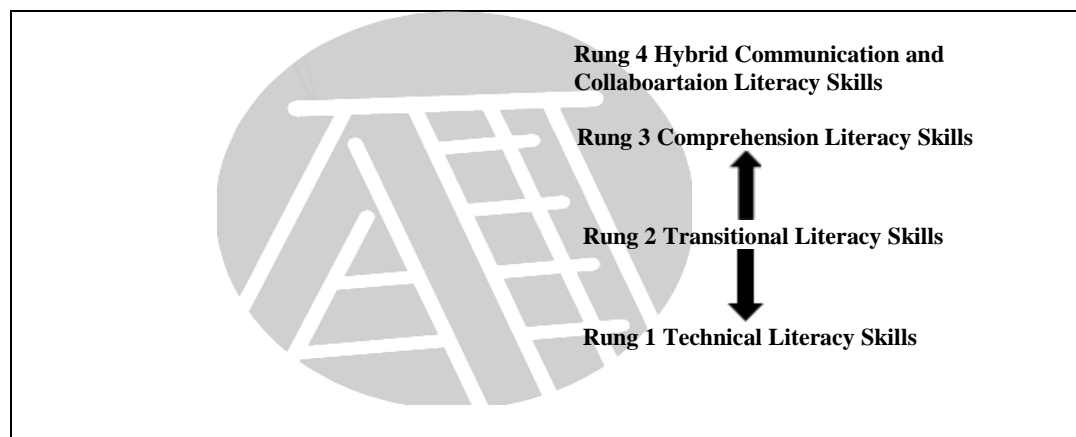 Rung 4 Hybrid Communication and
Collaboartaion Literacy Skills
Rung 3 Comprehension Literacy Skills
Rung 2 Transitional Literacy Skills
Rung 1 Technical Literacy Skills